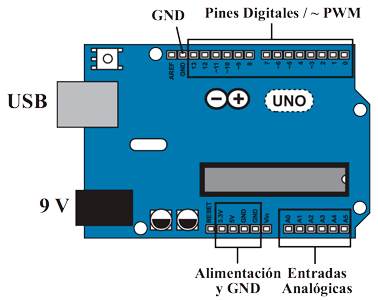 GND
Pines Digitales / ~ PWM
AREF
GND
13
12
~11
~10
~9
8
7
~6
~5
4
~3
2
1
0
USB
UNO
9 V
RESET
3.3V
5V
GND
GND
Vin
A0
A1
A2
A3
A4
A5
Alimentación
y GND
Entradas
Analógicas